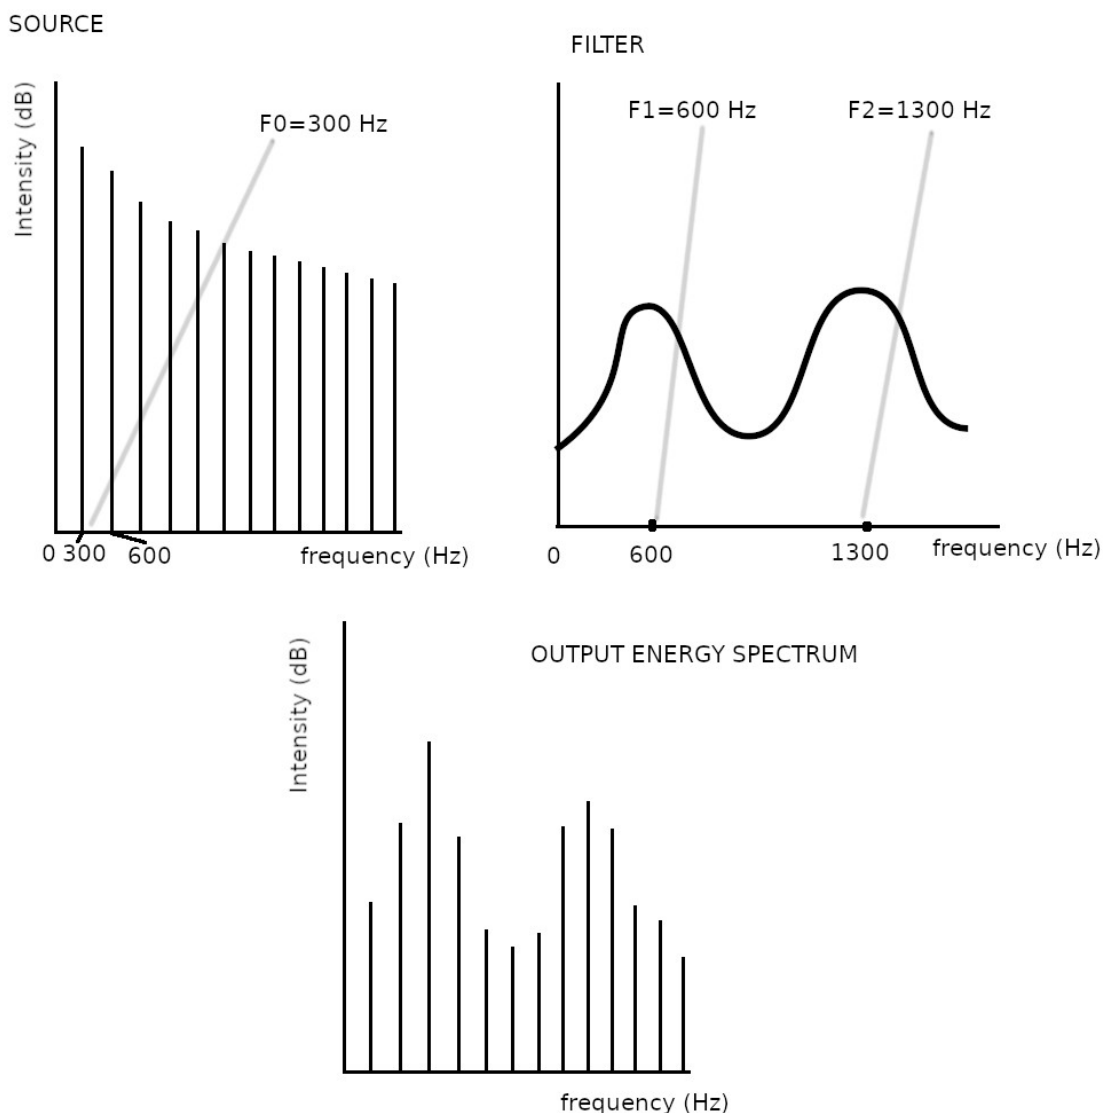 SOURCE
Intensity (dB)
F0=300 Hz
0 300 600
frequency (Hz)
FILTER
F1=600 Hz
F2=1300 Hz
0
600
1300
frequency (Hz)
OUTPUT ENERGY SPECTRUM
Intensity (dB)
frequency (Hz)